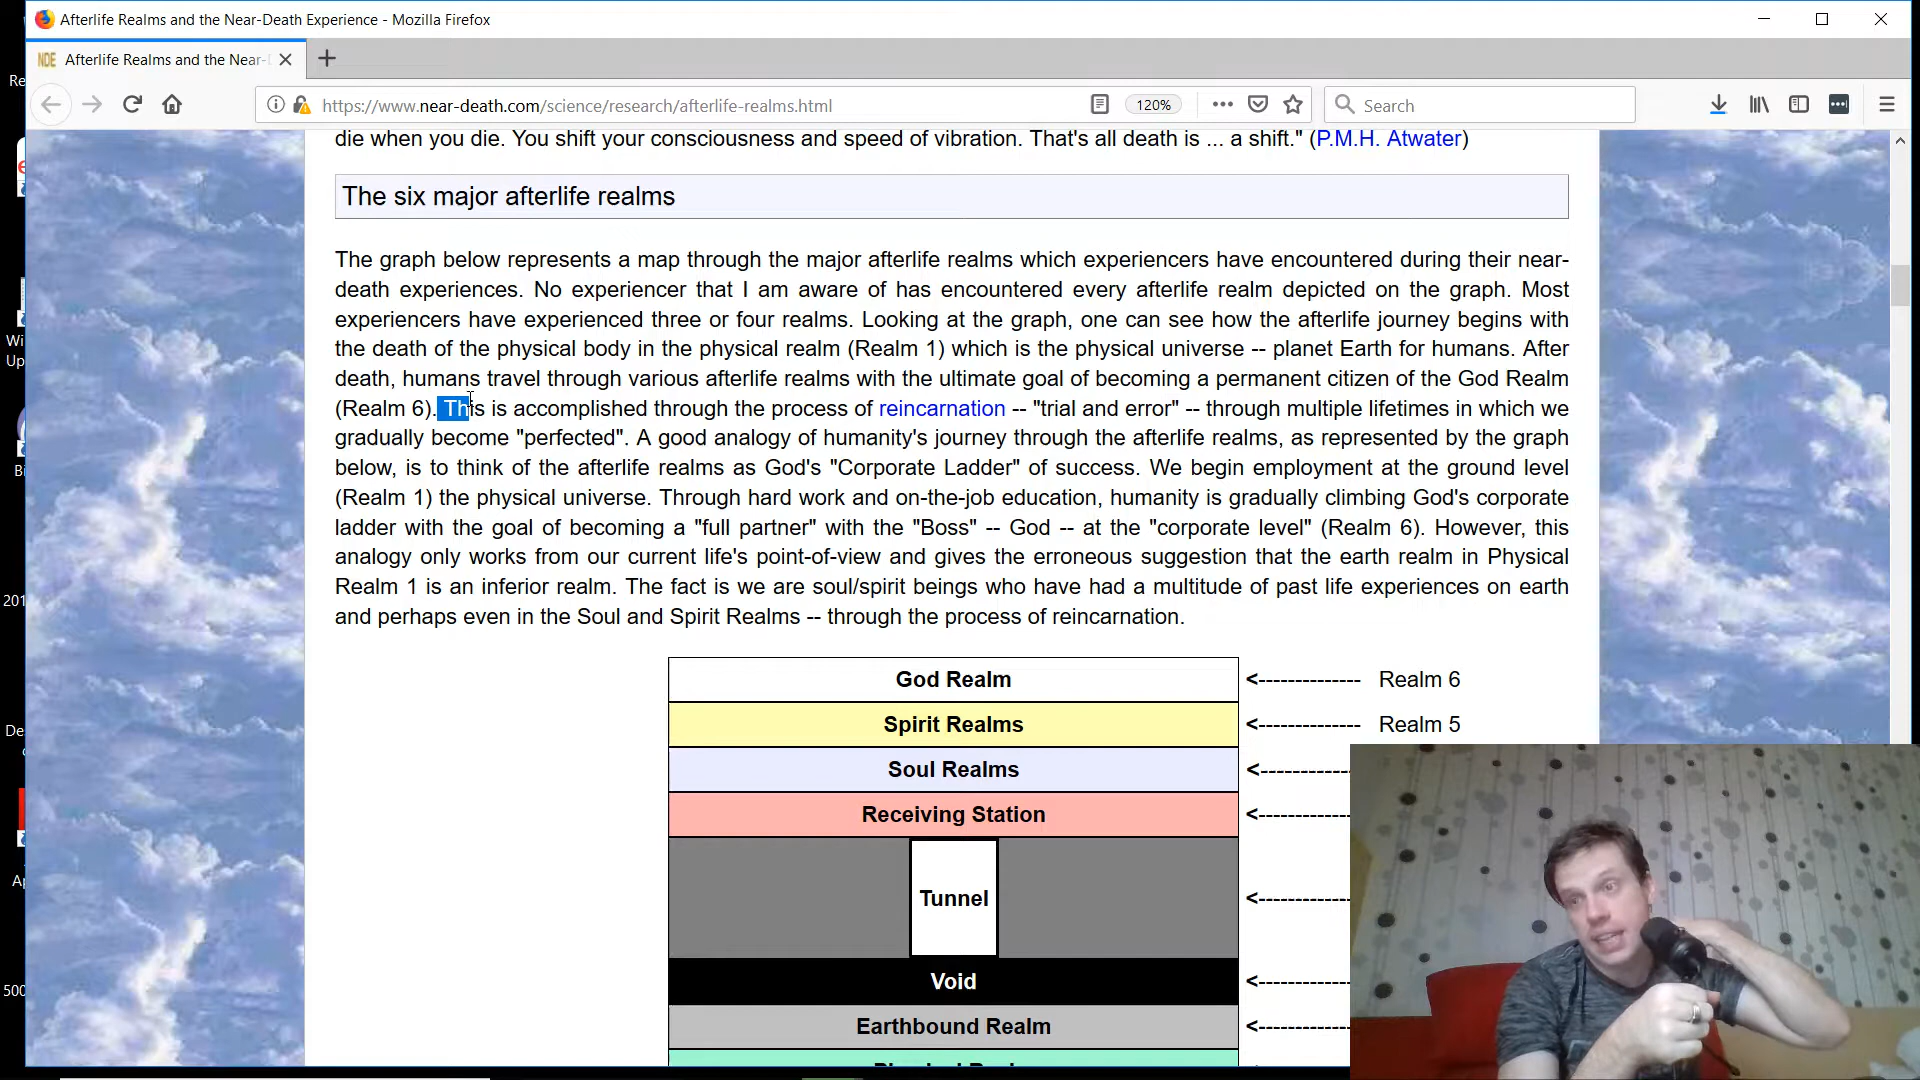 Afterlife Realms and the Near-Death Experience - Mozilla Firefox
NDE Afterlife Realms and the Near-
https://www.near-death.com/science/research/afterlife-realms.html
120%
Search
die when you die. You shift your consciousness and speed of vibration. That's all death is ... a shift." (P.M.H. Atwater)
The six major afterlife realms
The graph below represents a map through the major afterlife realms which experiencers have encountered during their near-
death experiences. No experiencer that I am aware of has encountered every afterlife realm depicted on the graph. Most
experiencers have experienced three or four realms. Looking at the graph, one can see how the afterlife journey begins with
the death of the physical body in the physical realm (Realm 1) which is the physical universe -- planet Earth for humans. After
death, humans travel through various afterlife realms with the ultimate goal of becoming a permanent citizen of the God Realm
(Realm 6). This is accomplished through the process of reincarnation -- "trial and error" -- through multiple lifetimes in which we
gradually become "perfected". A good analogy of humanity's journey through the afterlife realms, as represented by the graph
below, is to think of the afterlife realms as God's "Corporate Ladder" of success. We begin employment at the ground level
(Realm 1) the physical universe. Through hard work and on-the-job education, humanity is gradually climbing God's corporate
ladder with the goal of becoming a "full partner" with the "Boss" -- God -- at the "corporate level" (Realm 6). However, this
analogy only works from our current life's point-of-view and gives the erroneous suggestion that the earth realm in Physical
Realm 1 is an inferior realm. The fact is we are soul/spirit beings who have had a multitude of past life experiences on earth
and perhaps even in the Soul and Spirit Realms -- through the process of reincarnation.
God Realm <-------------- Realm 6
Spirit Realms <-------------- Realm 5
Soul Realms
Receiving Station
Tunnel
Void
Earthbound Realm
Re
Wi
Up
Bi
201
De
Ap
500